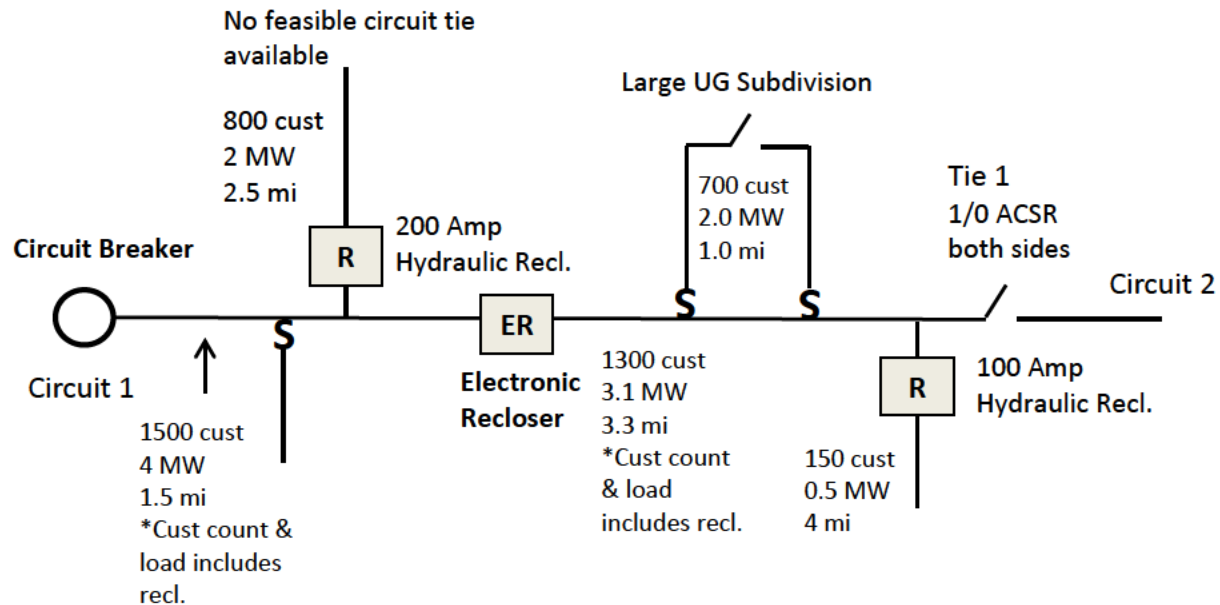 No feasible circuit tie
available
800 cust
2 MW
2.5 mi
Large UG Subdivision
700 cust
2.0 MW
1.0 mi
Tie 1
1/0 ACSR
both sides
Circuit Breaker
R
200 Amp
Hydraulic Recl.
Circuit 2
S
ER
S
S
Circuit 1
Electronic
Recloser
1300 cust
3.1 MW
3.3 mi
*Cust count
& load
includes recl.
R
100 Amp
Hydraulic Recl.
1500 cust
4 MW
1.5 mi
*Cust count &
load includes
recl.
150 cust
0.5 MW
4 mi